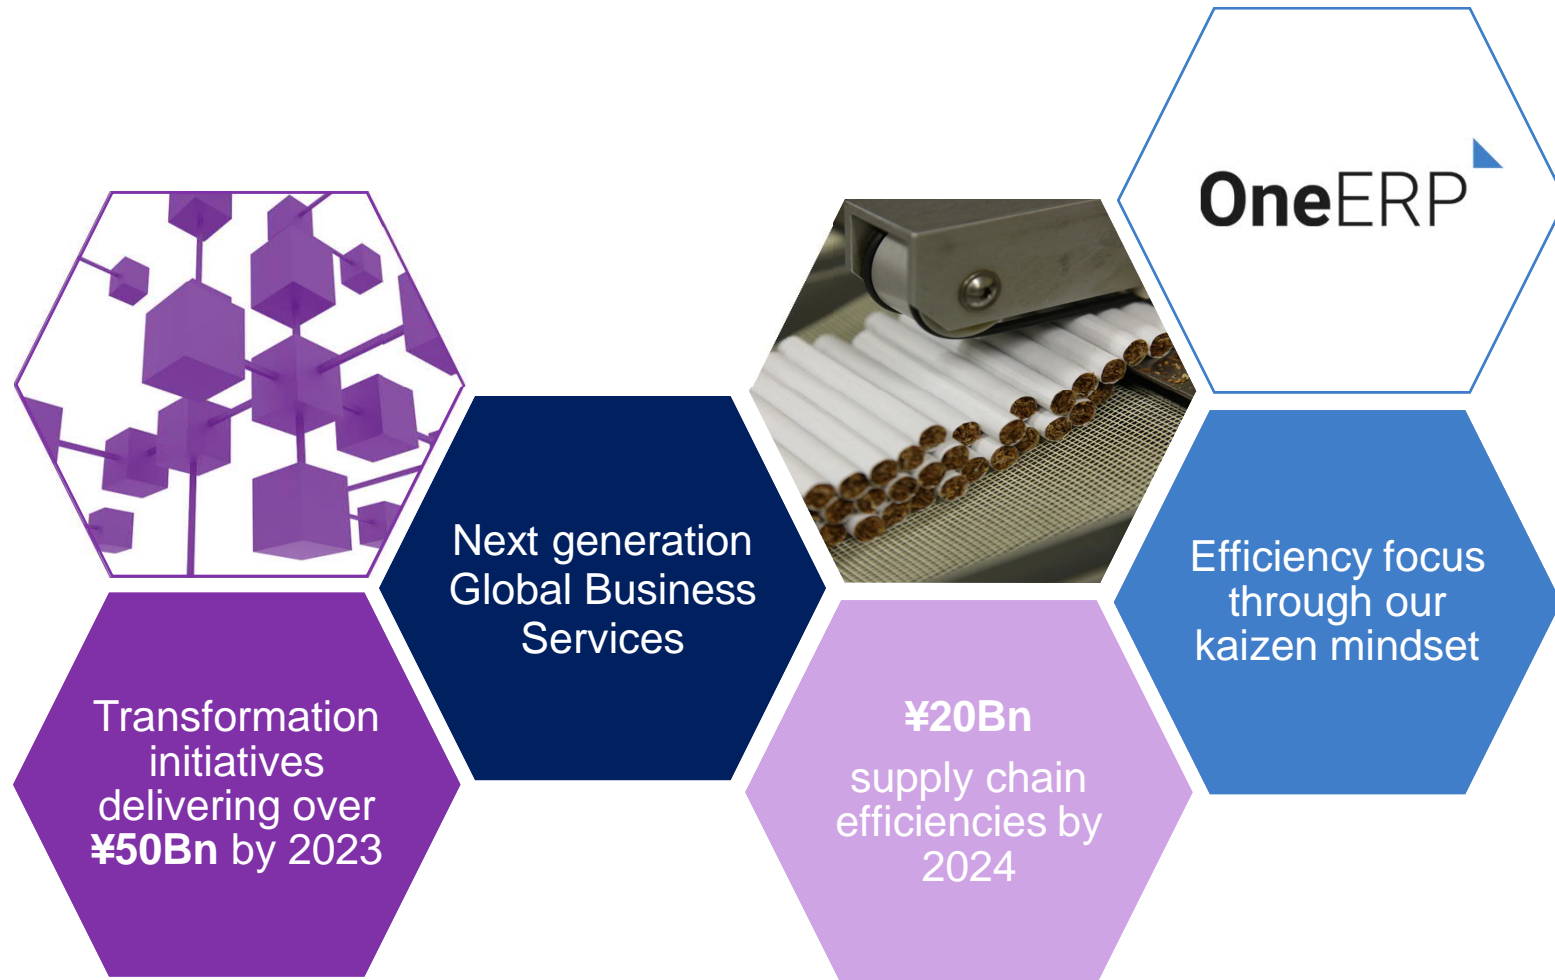 OneERP
Next generation
Global Business
Services
Efficiency focus
through our
kaizen mindset
Transformation
initiatives
delivering over
¥50Bn by 2023
¥20Bn
supply chain
efficiencies by
2024